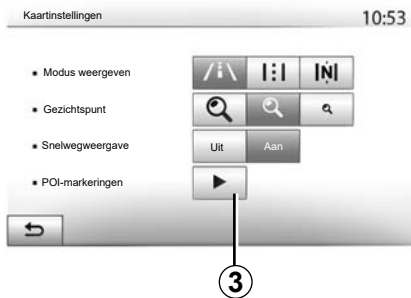 Kaartinstellingen 10:53
▪ Modus weergeven N
▪ Gezichtspunt
▪ Snelwegweergave Uit Aan
▪ POI-markeringen
3